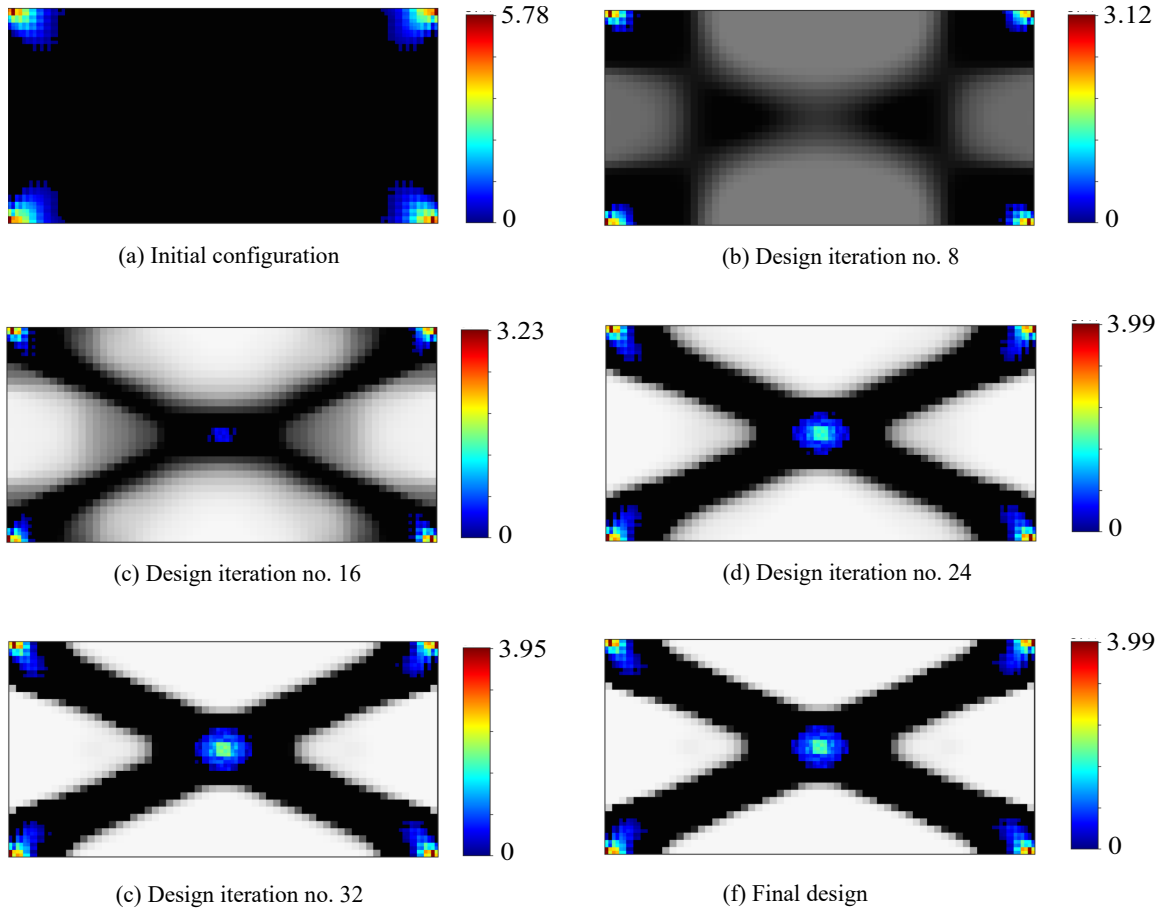 5.78
0
(a) Initial configuration
3.12
0
(b) Design iteration no. 8
3.23
0
(c) Design iteration no. 16
3.99
0
(d) Design iteration no. 24
3.95
0
(c) Design iteration no. 32
3.99
0
(f) Final design